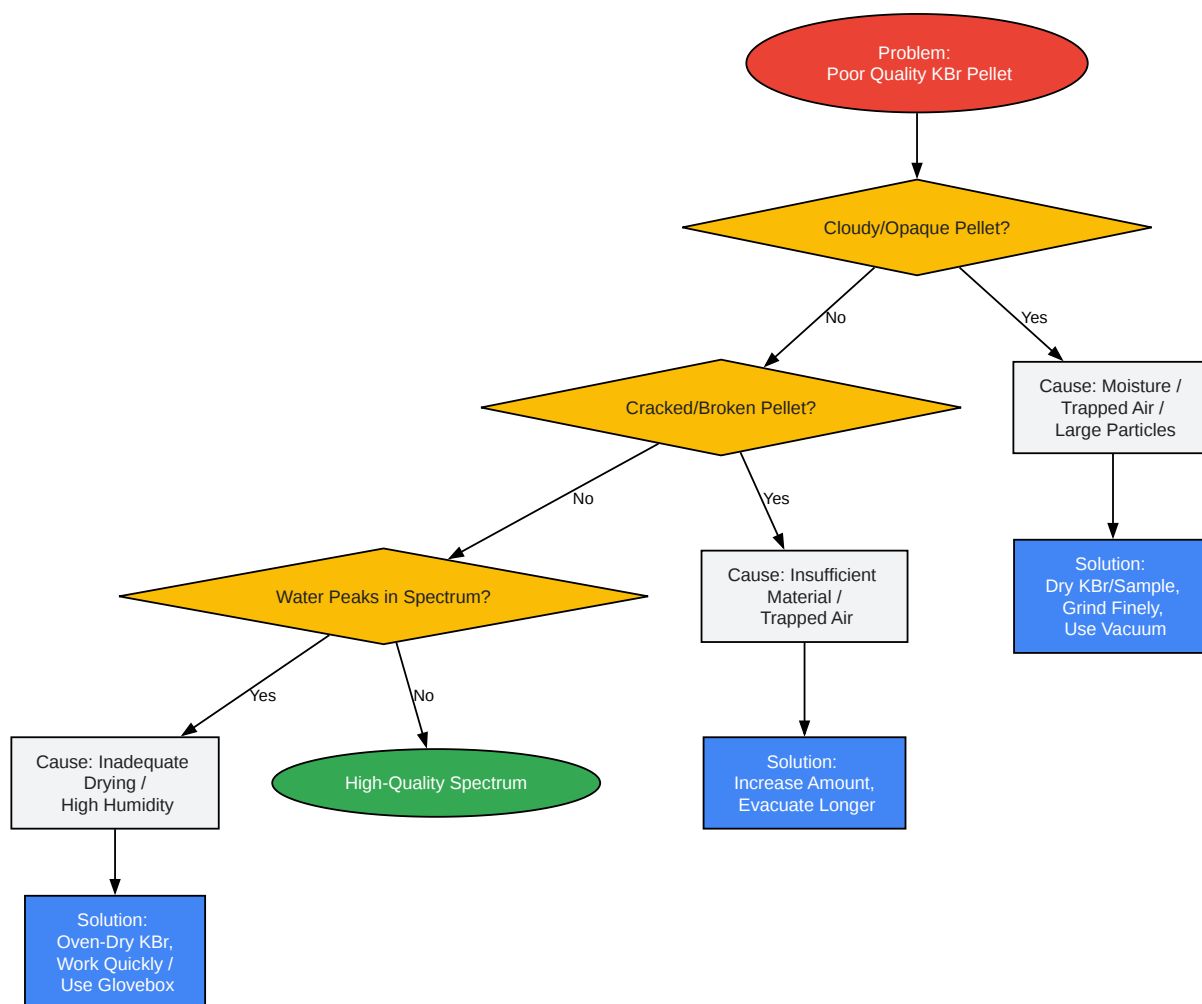 Problem:
Poor Quality KBr Pellet
Cloudy/Opaque Pellet?
No
Yes
Cracked/Broken Pellet?
Cause: Moisture /
Trapped Air /
Large Particles
No
Yes
Water Peaks in Spectrum?
Cause: Insufficient
Material /
Trapped Air
Solution:
Dry KBr/Sample,
Grind Finely,
Use Vacuum
Yes
No
Cause: Inadequate
Drying /
High Humidity
High-Quality Spectrum
Solution:
Increase Amount,
Evacuate Longer
Solution:
Oven-Dry KBr,
Work Quickly /
Use Glovebox